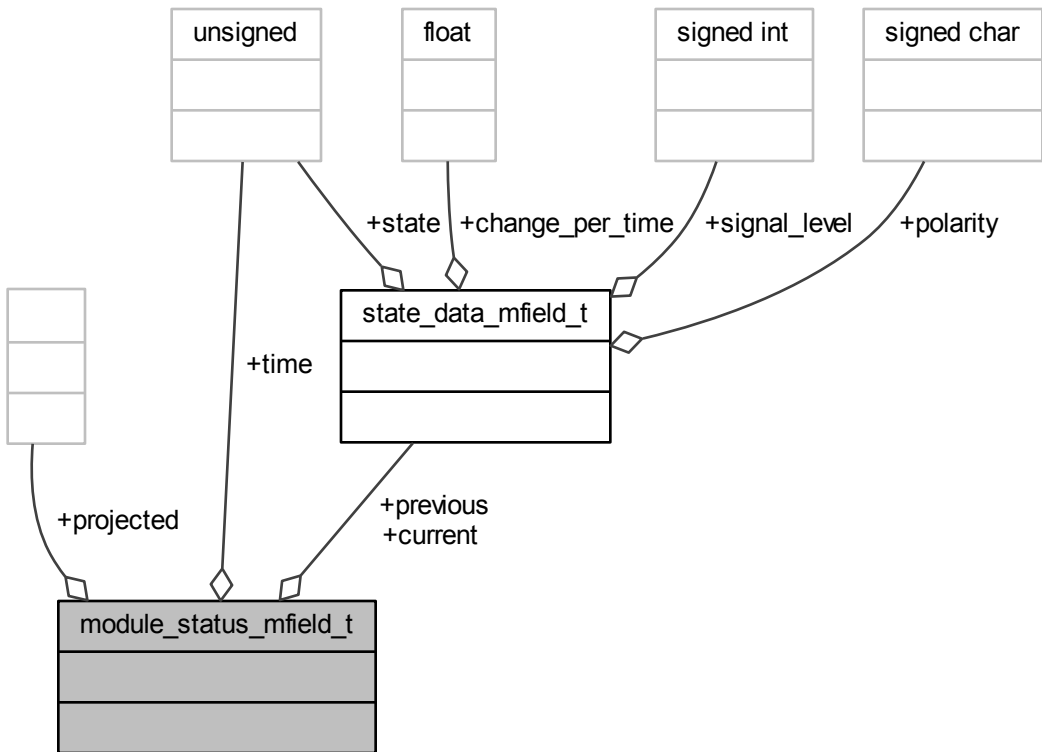 unsigned
float
signed int
signed char
+state
+change_per_time
+signal_level
+polarity
state_data_mfield_t
+time
+previous
+current
+projected
module_status_mfield_t